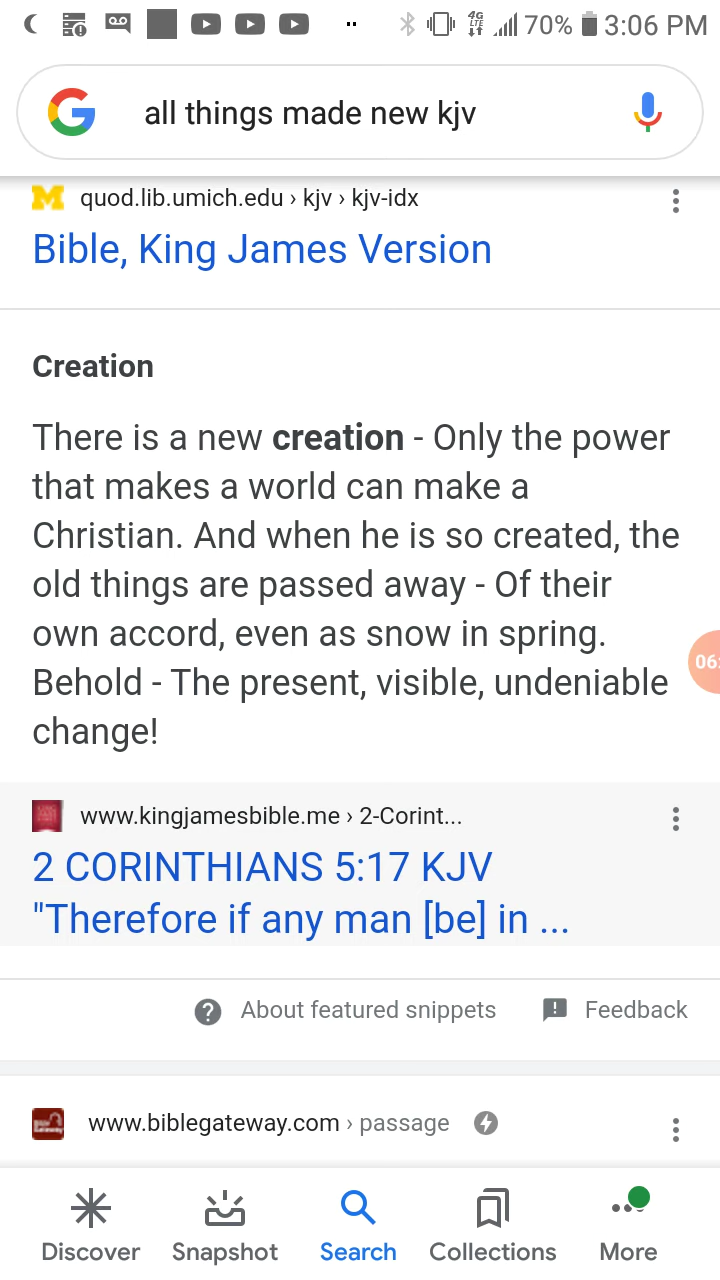 4G LTE 70% 3:06 PM
all things made new kjv
quod.lib.umich.edu › kjv › kjv-idx
Bible, King James Version
Creation
There is a new creation - Only the power
that makes a world can make a
Christian. And when he is so created, the
old things are passed away - Of their
own accord, even as snow in spring.
Behold - The present, visible, undeniable
change!
06:
www.kingjamesbible.me › 2-Corint...
2 CORINTHIANS 5:17 KJV
"Therefore if any man [be] in ...
About featured snippets
Feedback
www.biblegateway.com › passage
Discover Snapshot Search Collections More